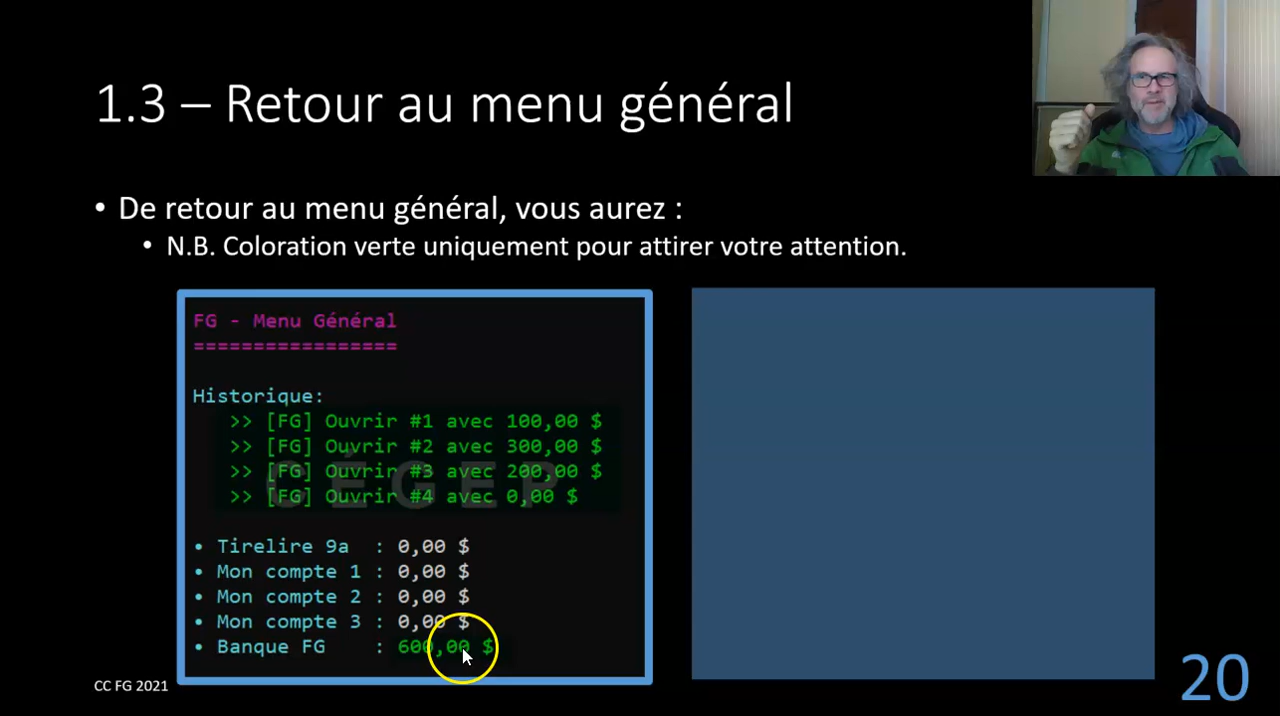 1.3 – Retour au menu général
• De retour au menu général, vous aurez :
• N.B. Coloration verte uniquement pour attirer votre attention.
FG - Menu Général
=================
Historique:
>> [FG] Ouvrir #1 avec 100,00 $
>> [FG] Ouvrir #2 avec 300,00 $
>> [FG] Ouvrir #3 avec 200,00 $
>> [FG] Ouvrir #4 avec 0,00 $
CÉGEP
• Tirelire 9a : 0,00 $
• Mon compte 1 : 0,00 $
• Mon compte 2 : 0,00 $
• Mon compte 3 : 0,00 $
• Banque FG : 600,00 $
CC FG 2021
20